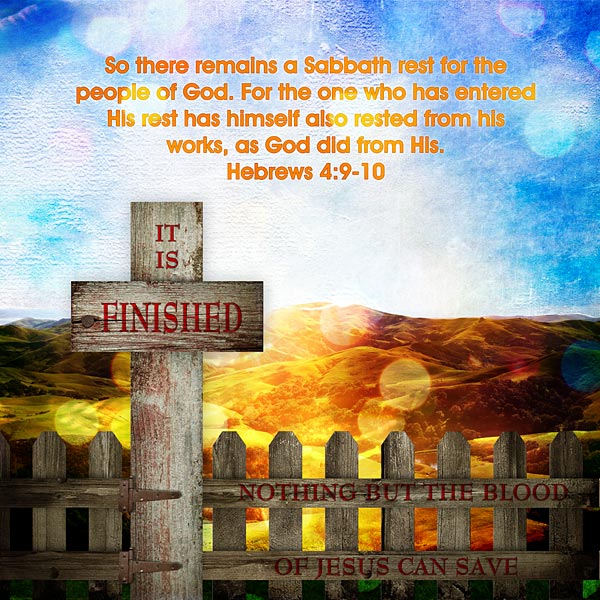 So there remains a Sabbath rest for the
people of God. For the one who has entered
His rest has himself also rested from his
works, as God did from His.
Hebrews 4:9-10
IT
IS
FINISHED
NOTHING BUT THE BLOOD
OF JESUS CAN SAVE